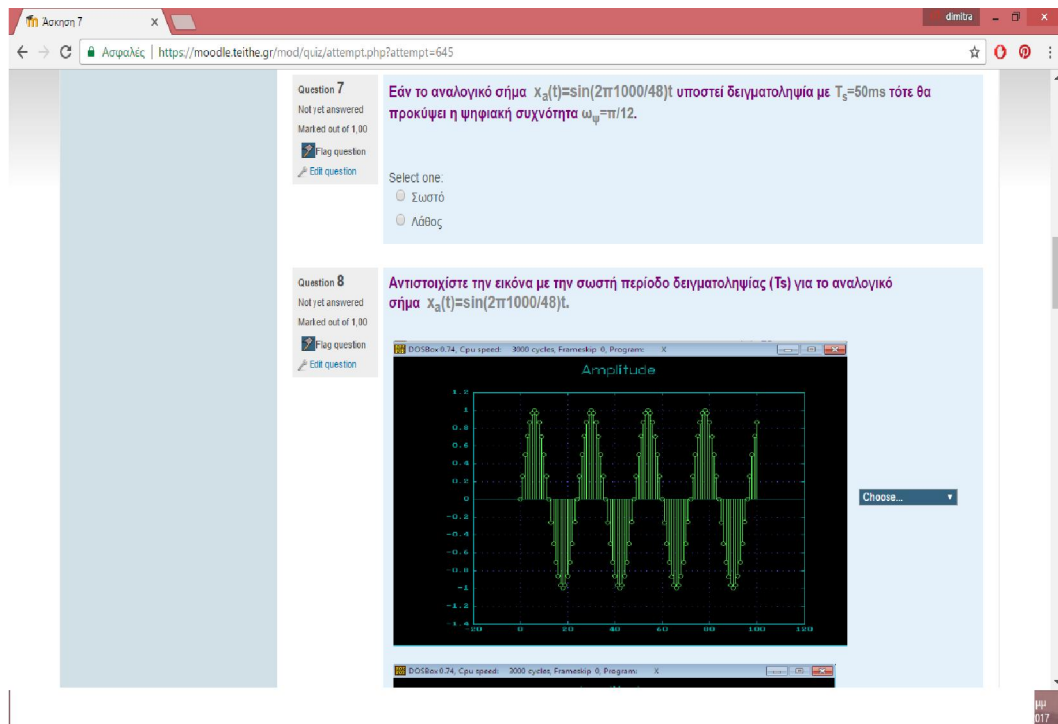 Άσκηση 7
dimitra
Ασφαλές | https://moodle.teithe.gr/mod/quiz/attempt.php?attempt=645
Question 7
Not yet answered
Marked out of 1,00
Flag question
Edit question
Εάν το αναλογικό σήμα xa(t)=sin(2π1000/48)t υποστεί δειγματοληψία με Ts=50ms τότε θα
προκύψει η ψηφιακή συχνότητα ωψ=π/12.
Select one:
Σωστό
Λάθος
Question 8
Not yet answered
Marked out of 1,00
Flag question
Edit question
Αντιστοιχίστε την εικόνα με την σωστή περίοδο δειγματοληψίας (Ts) για το αναλογικό
σήμα xa(t)=sin(2π1000/48)t.
DOSBox 0.74, Cpu speed: 3000 cycles, Frameskip 0, Program: X
Amplitude
1.2
1
0.8
0.6
0.4
0.2
0
-0.2
-0.4
-0.6
-0.8
-1
-1.2
-1.4
-20 0 20 40 60 80 100 120
Choose...
DOSBox 0.74, Cpu speed: 3000 cycles, Frameskip 0, Program: X
μμ
017